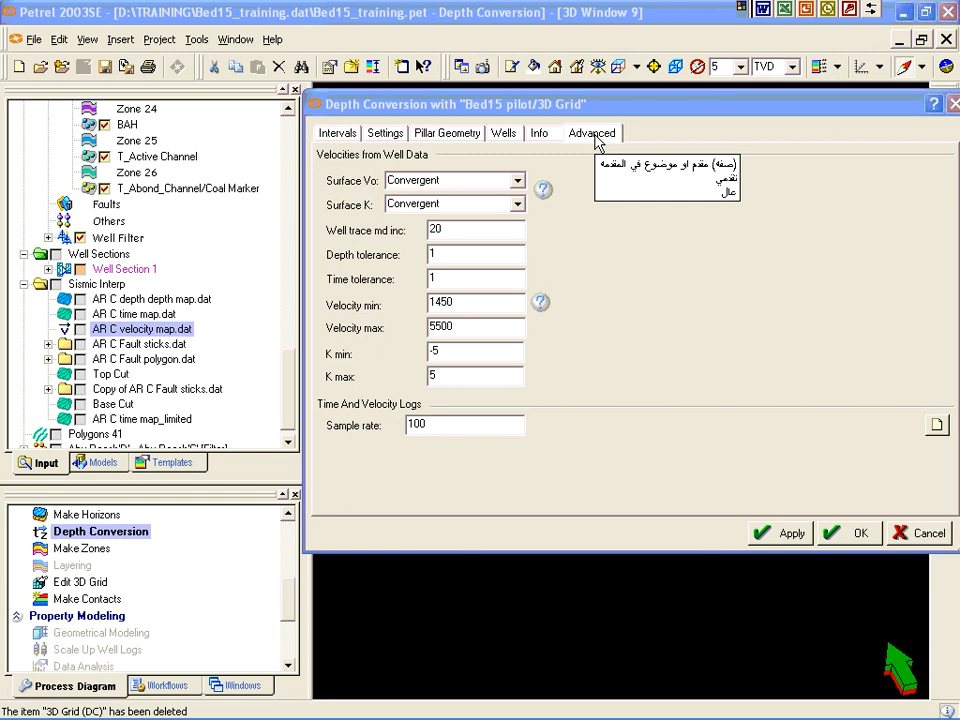 Petrel 2003SE - [D:\TRAINING\Bed15_training.dat\Bed15_training.pet - Depth Conversion] - [3D Window 9]
File Edit View Insert Project Tools Window Help
5 TVD
Zone 24
BAH
Zone 25
T_Active Channel
Zone 26
T_Abond_Channel/Coal Marker
Faults
Others
Well Filter
Well Sections
Well Section 1
Sismic Interp
AR C depth depth map.dat
AR C time map.dat
AR C velocity map.dat
AR C Fault sticks.dat
AR C Fault polygon.dat
Top Cut
Copy of AR C Fault sticks.dat
Base Cut
AR C time map_limited
Polygons 41
Input Models Templates
Make Horizons
Depth Conversion
Make Zones
Layering
Edit 3D Grid
Make Contacts
Property Modeling
Geometrical Modeling
Scale Up Well Logs
Data Analysis
Process Diagram Workflows Windows
The item "3D Grid (DC)" has been deleted
Depth Conversion with "Bed15 pilot/3D Grid"
Intervals Settings Pillar Geometry Wells Info Advanced
(صفه) مقدم او موضوع في المقدمه
تقدمي
عال
Velocities from Well Data
Surface Vo: Convergent
Surface K: Convergent
Well trace md inc: 20
Depth tolerance: 1
Time tolerance: 1
Velocity min: 1450
Velocity max: 5500
K min: -5
K max: 5
Time And Velocity Logs
Sample rate: 100
Apply OK Cancel